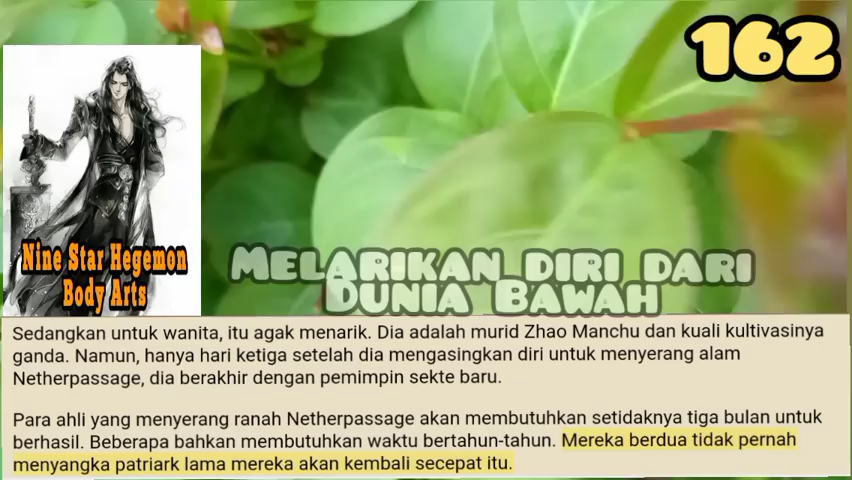 162
Nine Star Hegemon
Body Arts
MELARIKAN DIRI DARI
DUNIA BAWAH
Sedangkan untuk wanita, itu agak menarik. Dia adalah murid Zhao Manchu dan kuali kultivasinya
ganda. Namun, hanya hari ketiga setelah dia mengasingkan diri untuk menyerang alam
Netherpassage, dia berakhir dengan pemimpin sekte baru.
Para ahli yang menyerang ranah Netherpassage akan membutuhkan setidaknya tiga bulan untuk
berhasil. Beberapa bahkan membutuhkan waktu bertahun-tahun. Mereka berdua tidak pernah
menyangka patriark lama mereka akan kembali secepat itu.